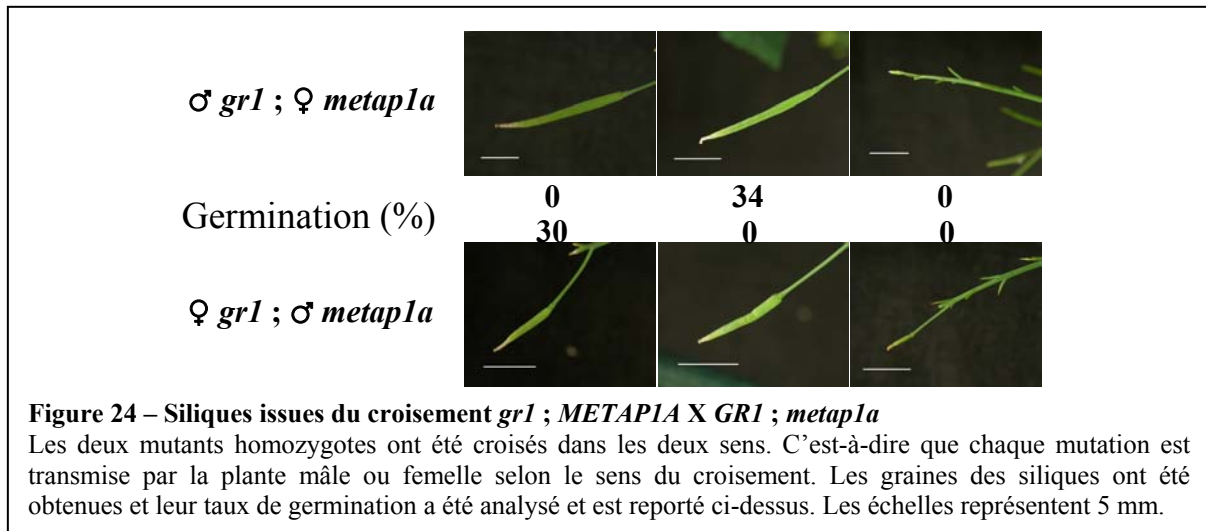 ♂ gr1 ; ♀ metap1a
0 34 0
Germination (%)
30 0 0
♀ gr1 ; ♂ metap1a
Figure 24 – Siliques issues du croisement gr1 ; METAP1A X GR1 ; metap1a
Les deux mutants homozygotes ont été croisés dans les deux sens. C’est-à-dire que chaque mutation est
transmise par la plante mâle ou femelle selon le sens du croisement. Les graines des siliques ont été
obtenues et leur taux de germination a été analysé et est reporté ci-dessus. Les échelles représentent 5 mm.